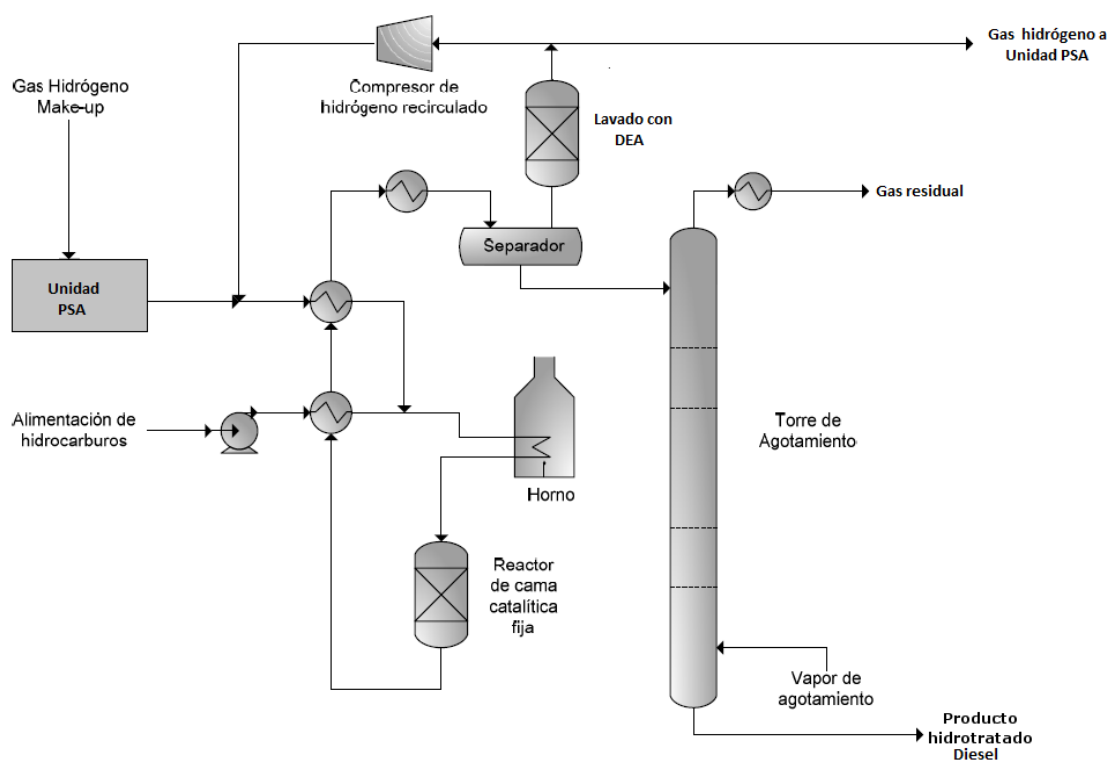 Gas hidrógeno a
Unidad PSA
Compresor de
hidrógeno recirculado
Gas Hidrógeno
Make-up
Lavado con
DEA
Gas residual
Separador
Unidad
PSA
Alimentación de
hidrocarburos
Torre de
Agotamiento
Horno
Reactor
de cama
catalítica
fija
Vapor de
agotamiento
Producto
hidrotratado
Diesel